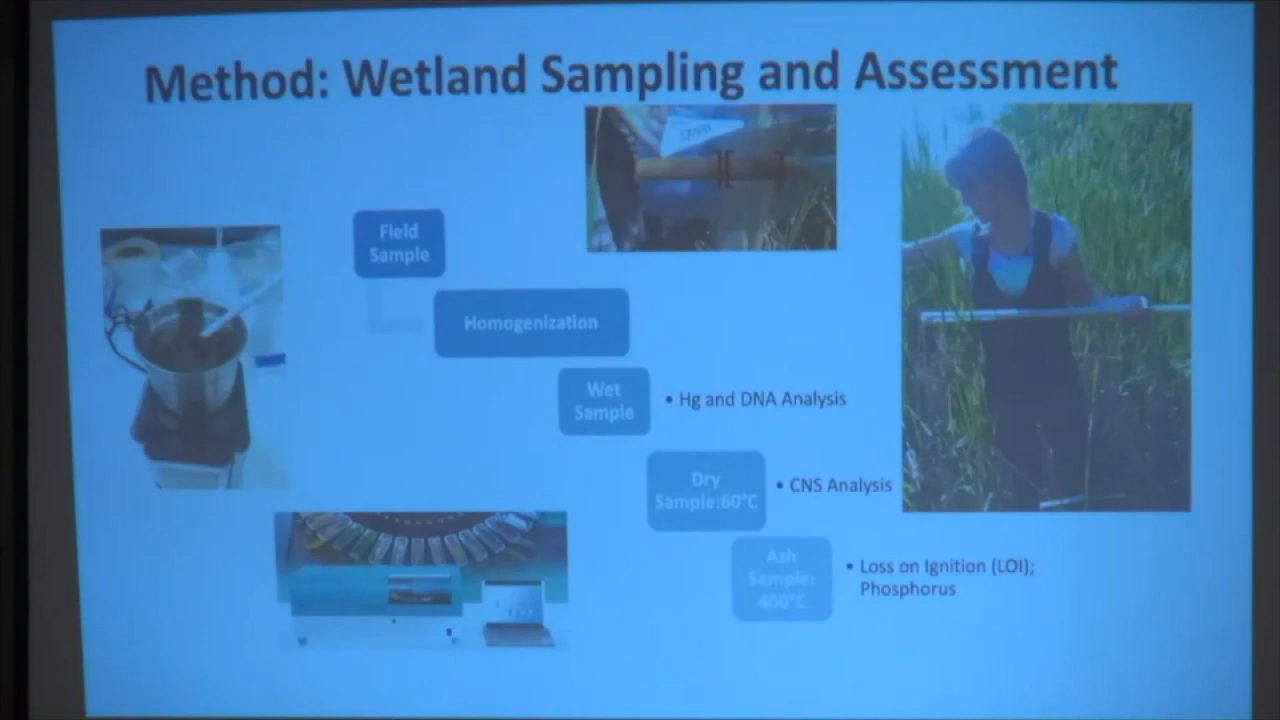 Method: Wetland Sampling and Assessment
Field
Sample
Homogenization
Wet
Sample
• Hg and DNA Analysis
Dry
Sample:60°C
• CNS Analysis
Ash
Sample:
400°C
• Loss on Ignition (LOI);
Phosphorus